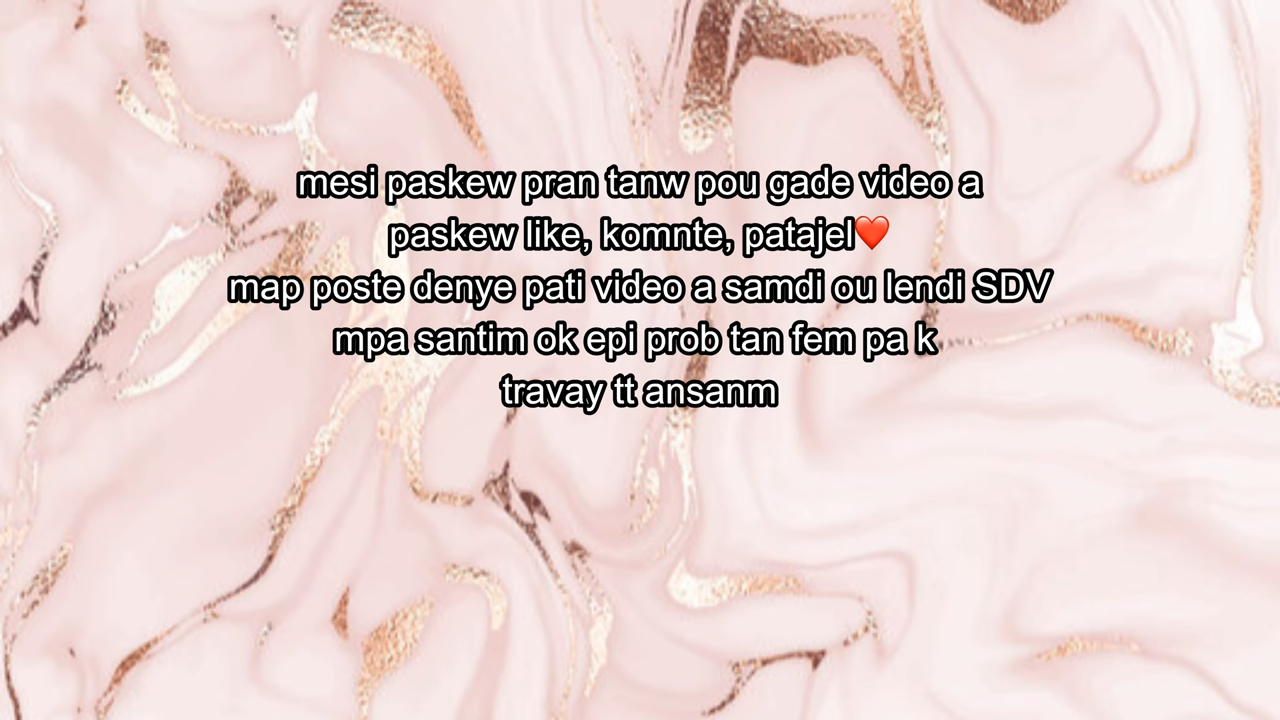 mesi paskew pran tanw pou gade video a
paskew like, komnte, patajel❤️
map poste denye pati video a samdi ou lendi SDV
mpa santim ok epi prob tan fem pa k
travay tt ansanm